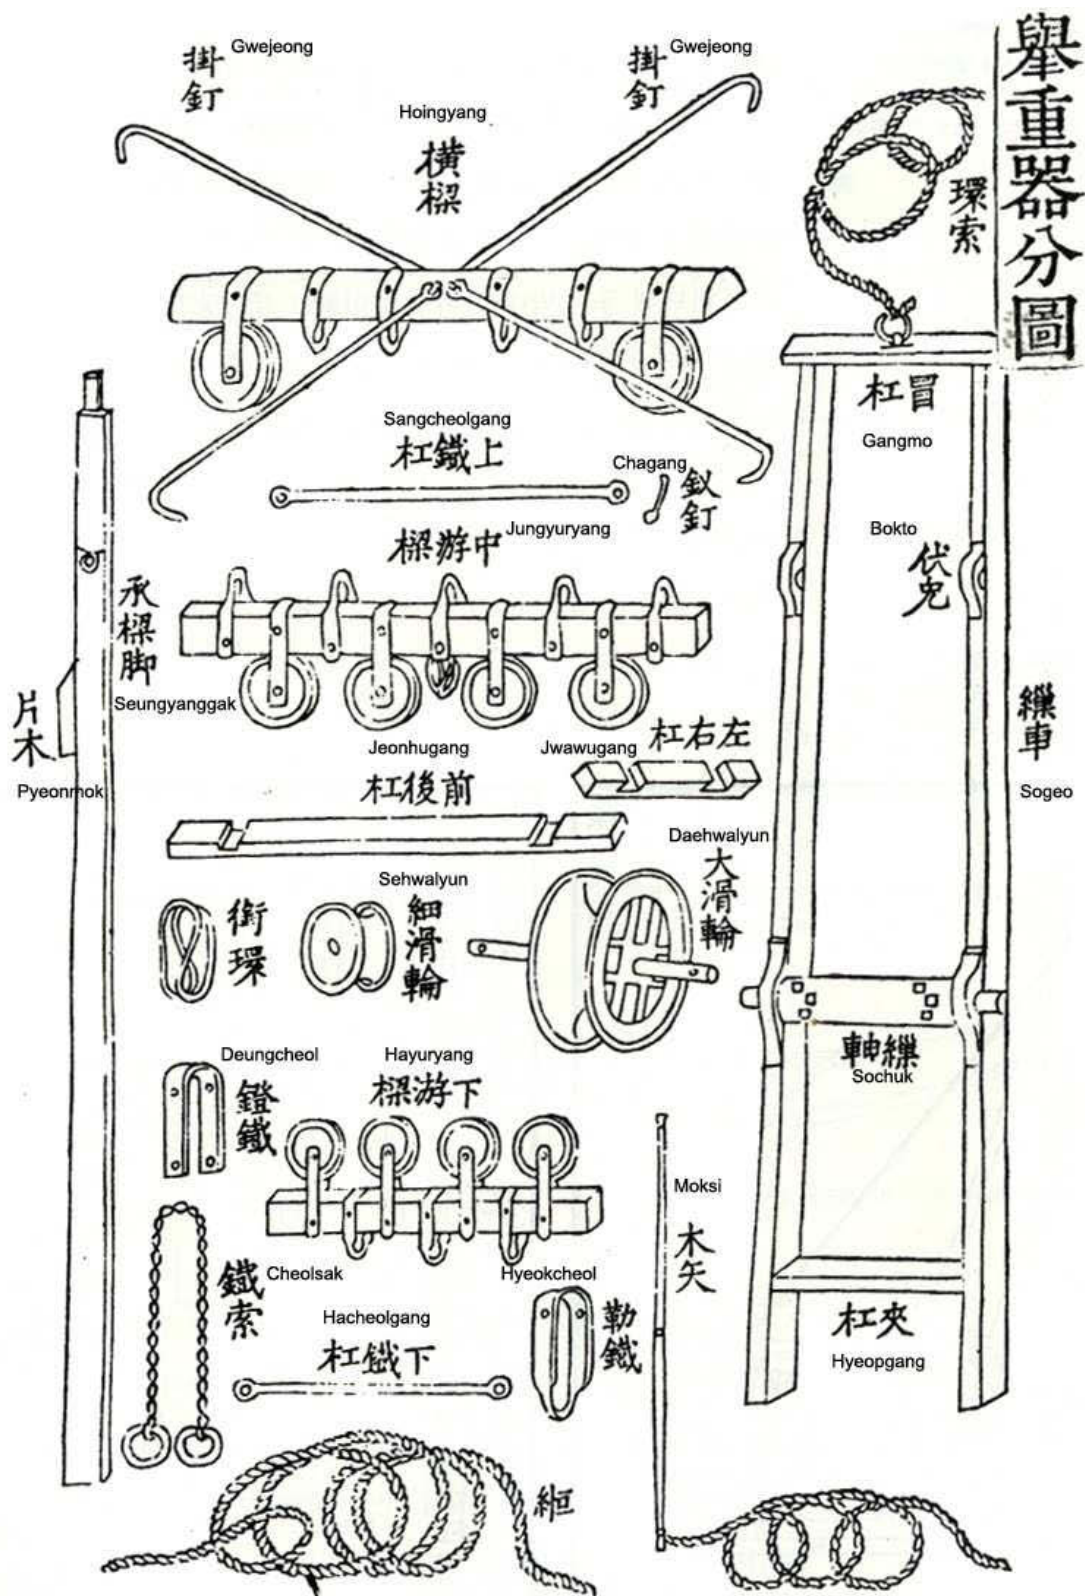 舉重器分圖
Gwejeong
掛釘
Gwejeong
掛釘
Hoingyang
橫樑
環索
冒杠
Gangmo
Sangcheolgang
上鐵杠
Chagang
釵釘
Jungyuryang
中游樑
Bokto
伏兔
承樑脚
Seungyanggak
片木
Pyeonmok
繅車
Sogeo
Jwawugang
左右杠
Jeonhugang
前後杠
Daehwalyun
大滑輪
Sehwalyun
細滑輪
銜環
繅軸
Sochuk
Deungcheol
鐙鐵
Hayuryang
下游樑
Moksi
木矢
Cheolsak
鐵索
Hyeokcheol
勒鐵
Hacheolgang
下鐵杠
夾杠
Hyeopgang
絙